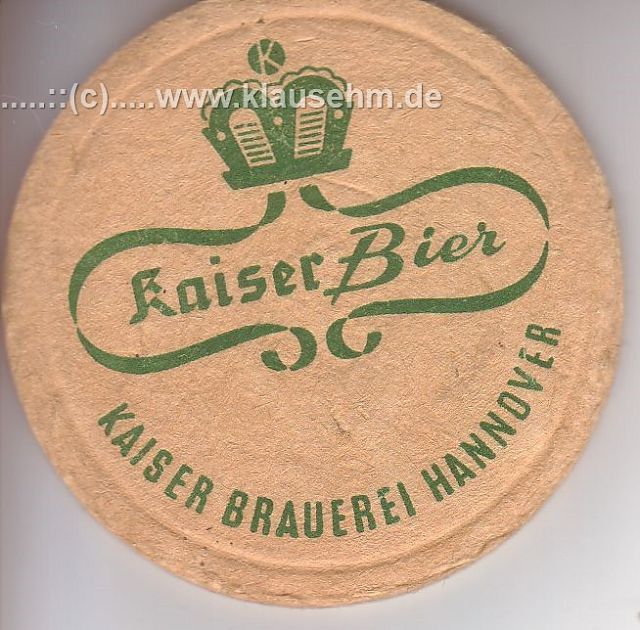 K
.....::(c).....www.klausehm.de
Kaiser Bier
KAISER BRAUEREI HANNOVER